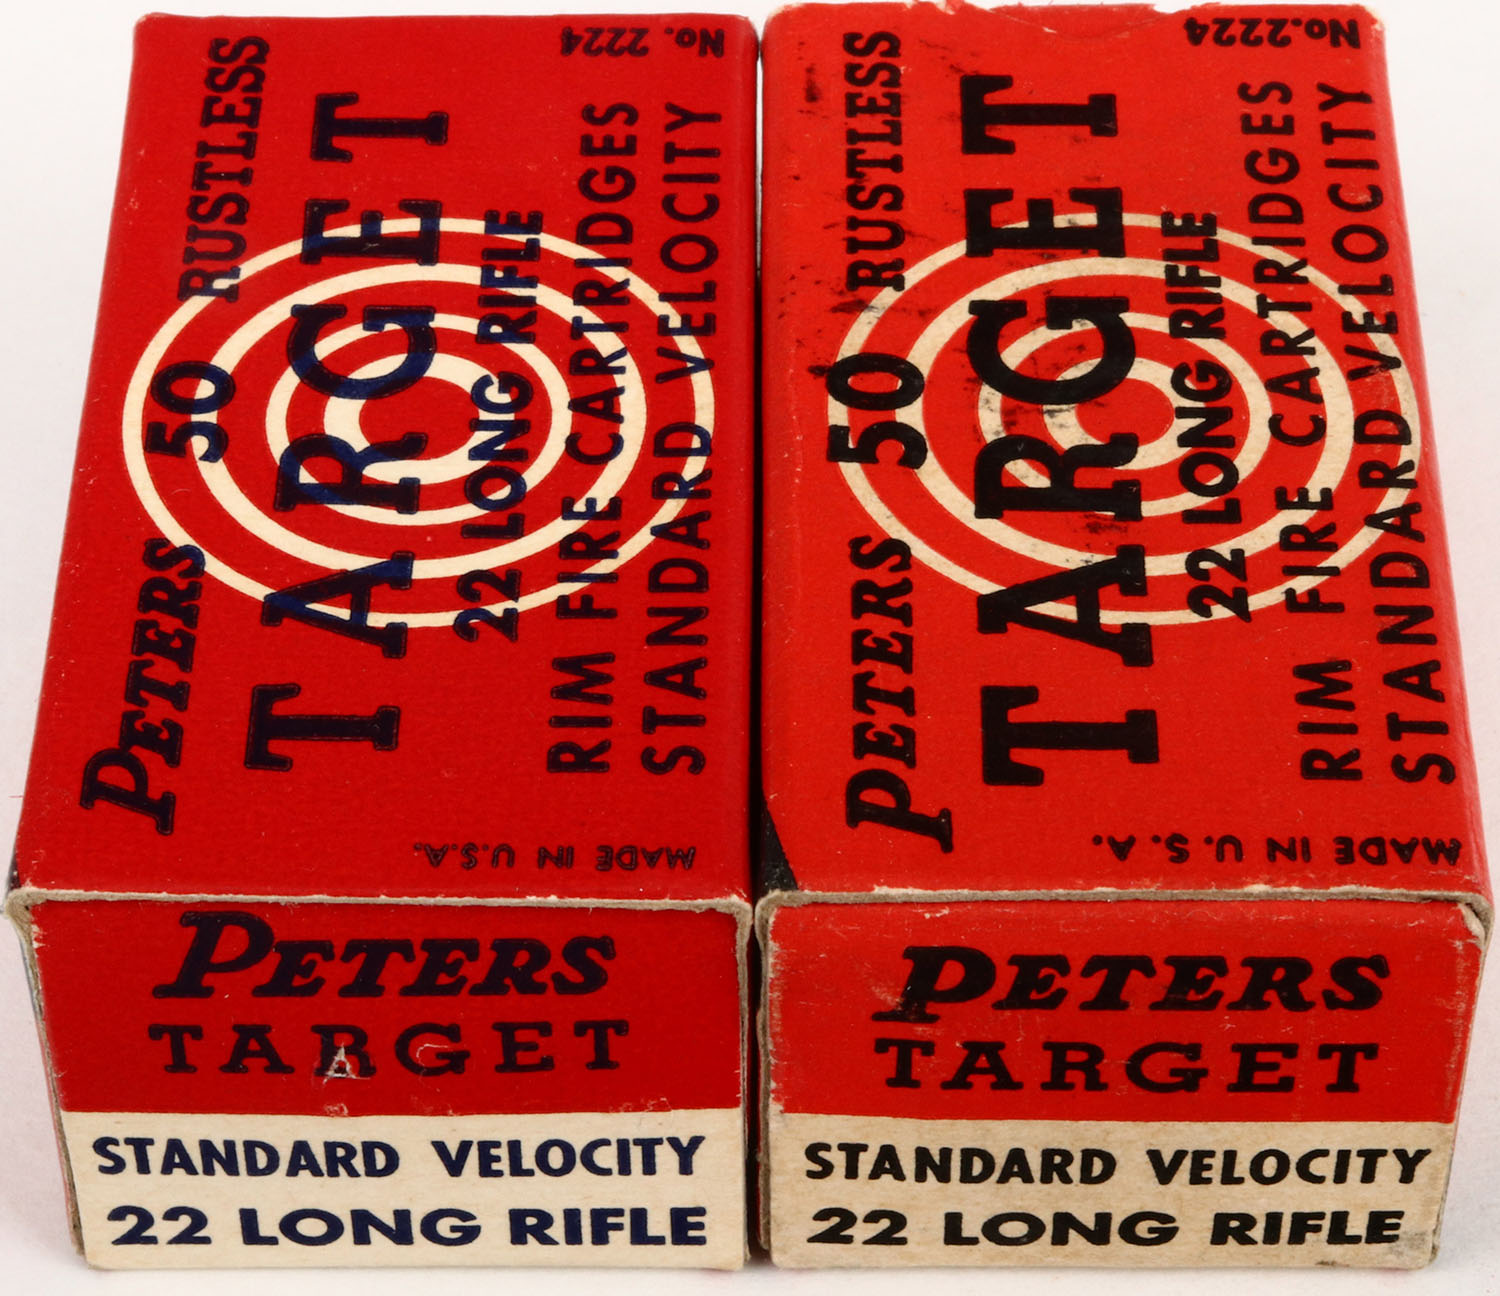 No. 2224
PETERS 50 RUSTLESS
TARGET
22 LONG RIFLE
RIM FIRE CARTRIDGES
STANDARD VELOCITY
MADE IN U.S.A.
PETERS
TARGET
STANDARD VELOCITY
22 LONG RIFLE
No. 2224
PETERS 50 RUSTLESS
TARGET
22 LONG RIFLE
RIM FIRE CARTRIDGES
STANDARD VELOCITY
MADE IN U.S.A.
PETERS
TARGET
STANDARD VELOCITY
22 LONG RIFLE